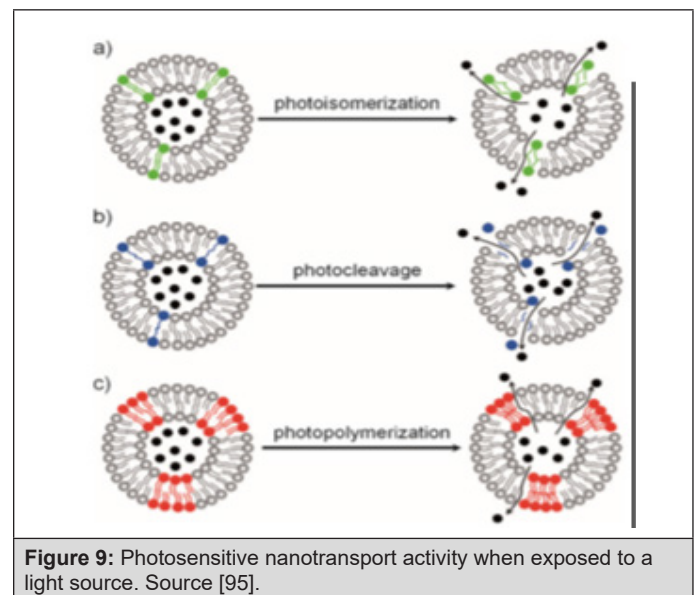 a)
photoisomerization
b)
photocleavage
c)
photopolymerization
Figure 9: Photosensitive nanotransport activity when exposed to a
light source. Source [95].